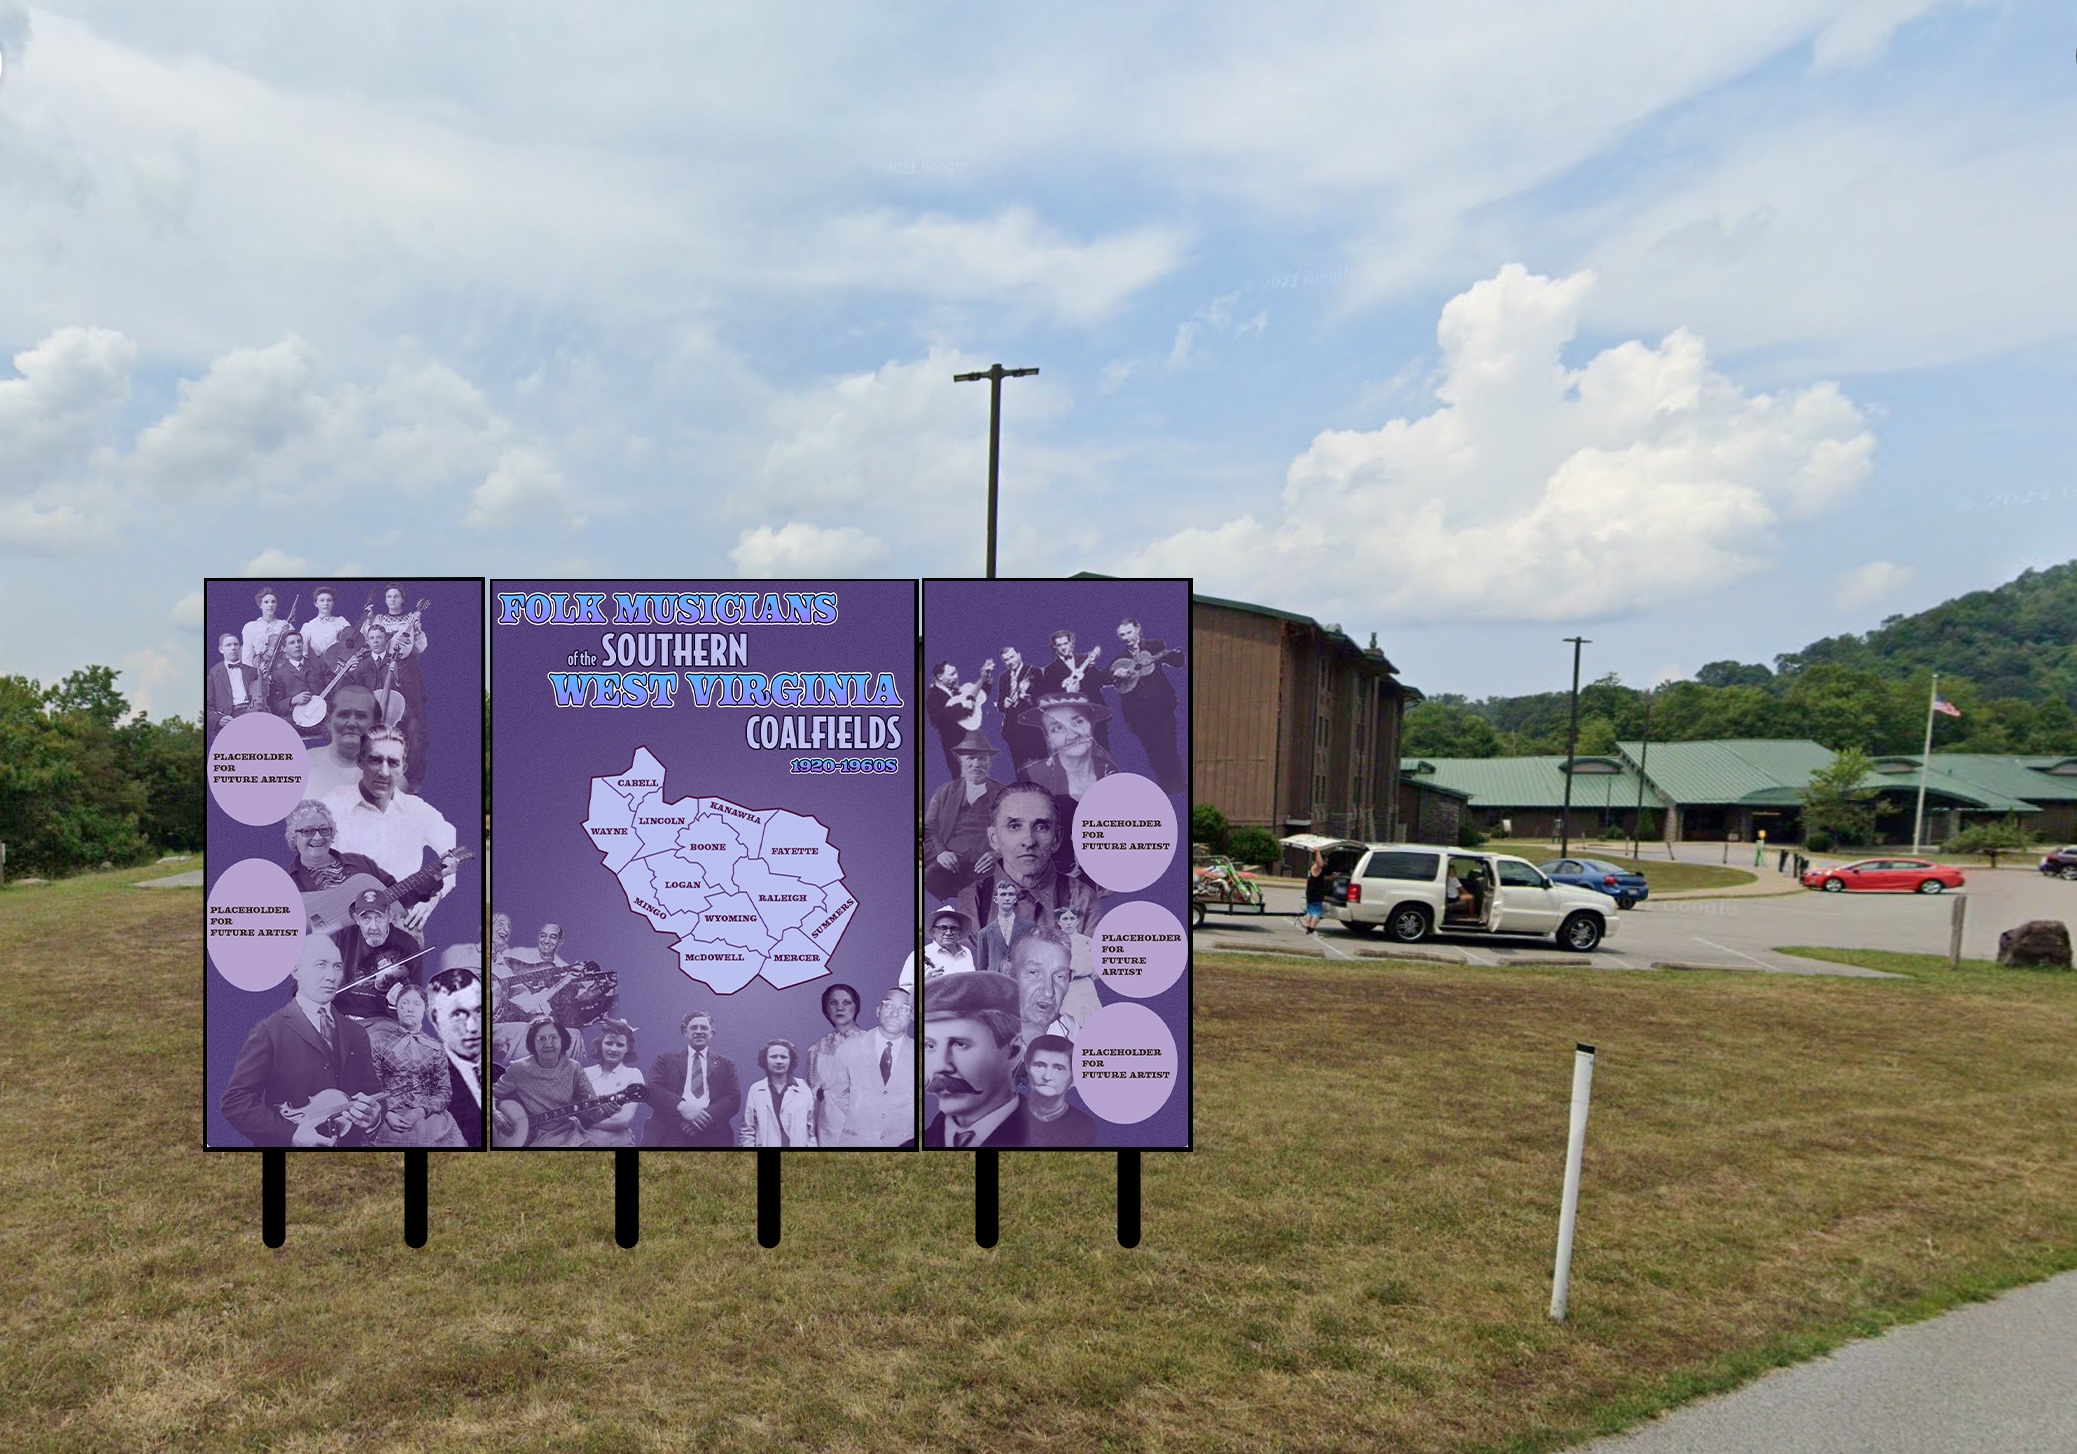 FOLK MUSICIANS
of the SOUTHERN
WEST VIRGINIA
COALFIELDS
1920-1960S
CABELL
KANAWHA
LINCOLN
WAYNE
BOONE
FAYETTE
LOGAN
RALEIGH
MINGO
WYOMING
SUMMERS
McDOWELL
MERCER
PLACEHOLDER
FOR
FUTURE ARTIST
PLACEHOLDER
FOR
FUTURE ARTIST
PLACEHOLDER
FOR
FUTURE ARTIST
PLACEHOLDER
FOR
FUTURE
ARTIST
PLACEHOLDER
FOR
FUTURE ARTIST